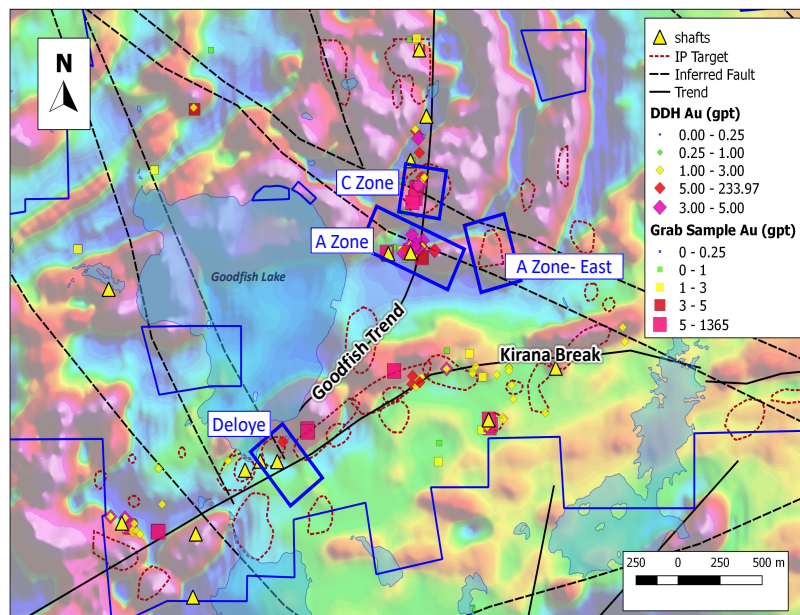 N
shafts
IP Target
Inferred Fault
Trend
DDH Au (gpt)
0.00 - 0.25
0.25 - 1.00
1.00 - 3.00
5.00 - 233.97
3.00 - 5.00
Grab Sample Au (gpt)
0 - 0.25
0 - 1
1 - 3
3 - 5
5 - 1365
C Zone
A Zone
A Zone- East
Goodfish Lake
Goodfish Trend
Kirana Break
Deloye
250 0 250 500 m